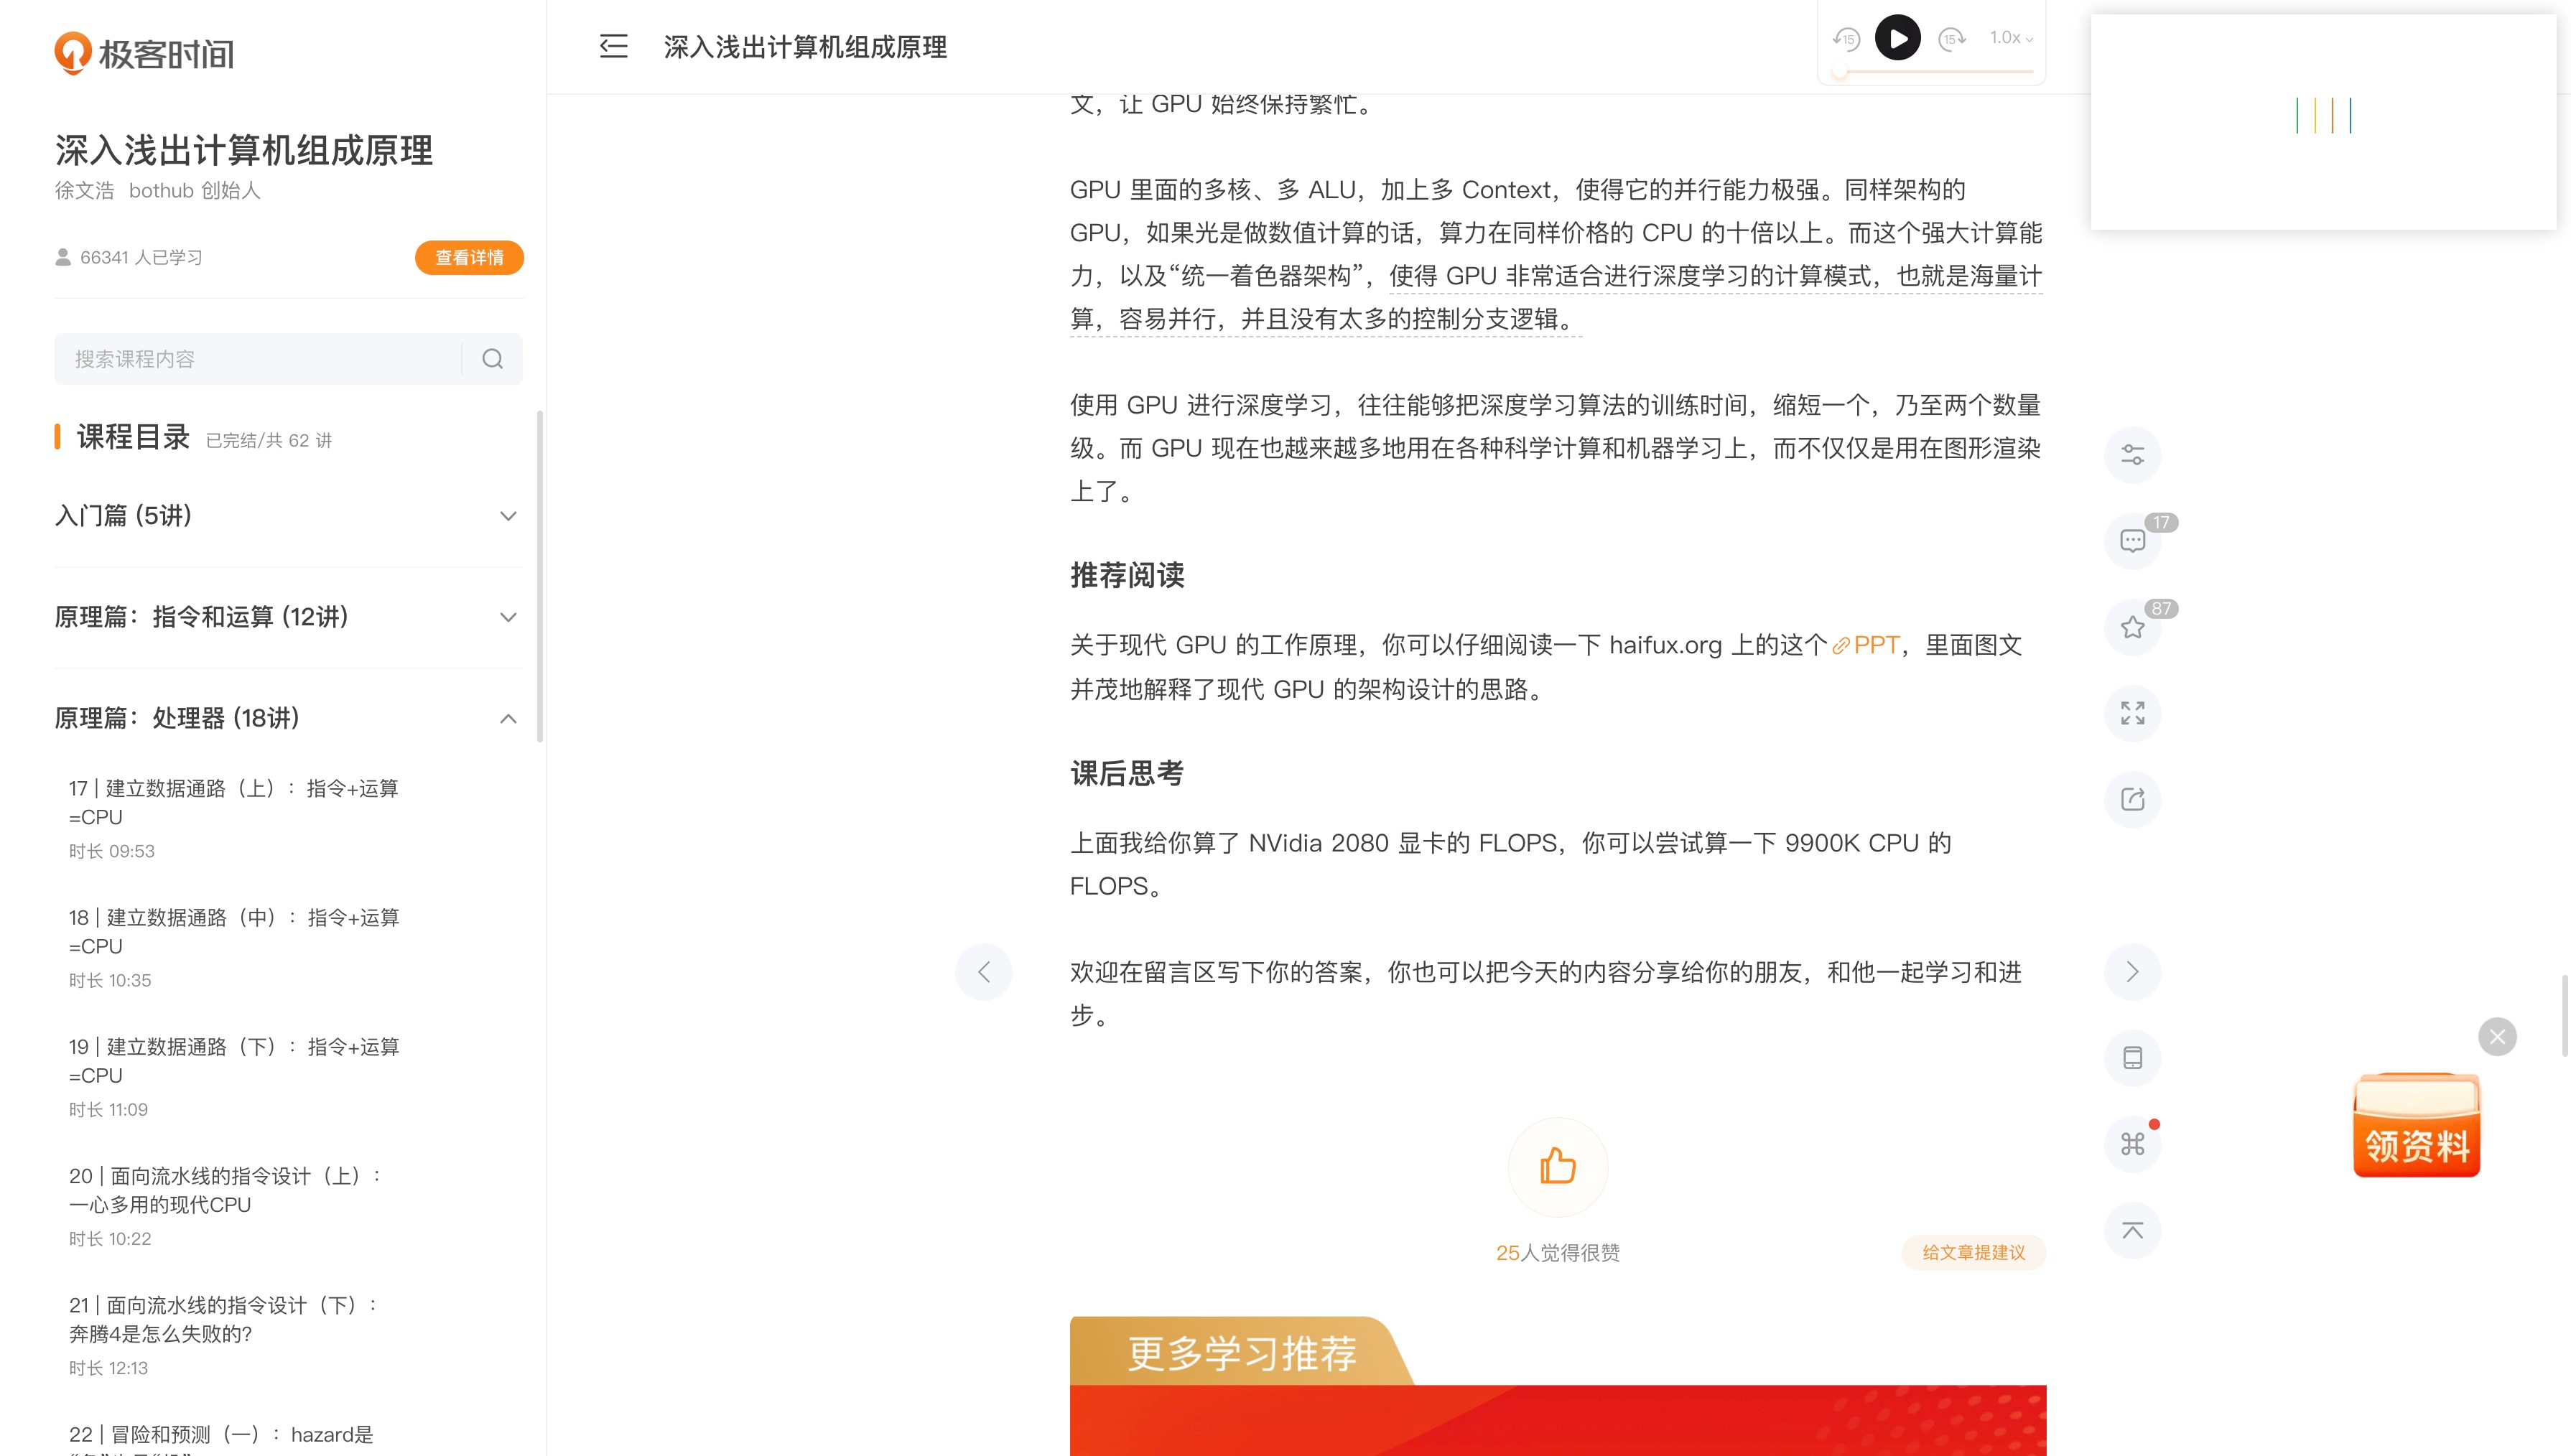 极客时间
深入浅出计算机组成原理
徐文浩 bothub 创始人
66341 人已学习
查看详情
搜索课程内容
课程目录 已完结/共 62 讲
入门篇 (5讲)
原理篇：指令和运算 (12讲)
原理篇：处理器 (18讲)
17 | 建立数据通路（上）：指令+运算
=CPU
时长 09:53
18 | 建立数据通路（中）：指令+运算
=CPU
时长 10:35
19 | 建立数据通路（下）：指令+运算
=CPU
时长 11:09
20 | 面向流水线的指令设计（上）：
一心多用的现代CPU
时长 10:22
21 | 面向流水线的指令设计（下）：
奔腾4是怎么失败的?
时长 12:13
22 | 冒险和预测（一）：hazard是
深入浅出计算机组成原理
15
15
1.0x
文，让 GPU 始终保持繁忙。
GPU 里面的多核、多 ALU，加上多 Context，使得它的并行能力极强。同样架构的
GPU，如果光是做数值计算的话，算力在同样价格的 CPU 的十倍以上。而这个强大计算能
力，以及“统一着色器架构”，使得 GPU 非常适合进行深度学习的计算模式，也就是海量计
算，容易并行，并且没有太多的控制分支逻辑。
使用 GPU 进行深度学习，往往能够把深度学习算法的训练时间，缩短一个，乃至两个数量
级。而 GPU 现在也越来越多地用在各种科学计算和机器学习上，而不仅仅是用在图形渲染
上了。
推荐阅读
关于现代 GPU 的工作原理，你可以仔细阅读一下 haifux.org 上的这个PPT，里面图文
并茂地解释了现代 GPU 的架构设计的思路。
课后思考
上面我给你算了 NVidia 2080 显卡的 FLOPS，你可以尝试算一下 9900K CPU 的
FLOPS。
欢迎在留言区写下你的答案，你也可以把今天的内容分享给你的朋友，和他一起学习和进
步。
25人觉得很赞
给文章提建议
更多学习推荐
17
87
领资料